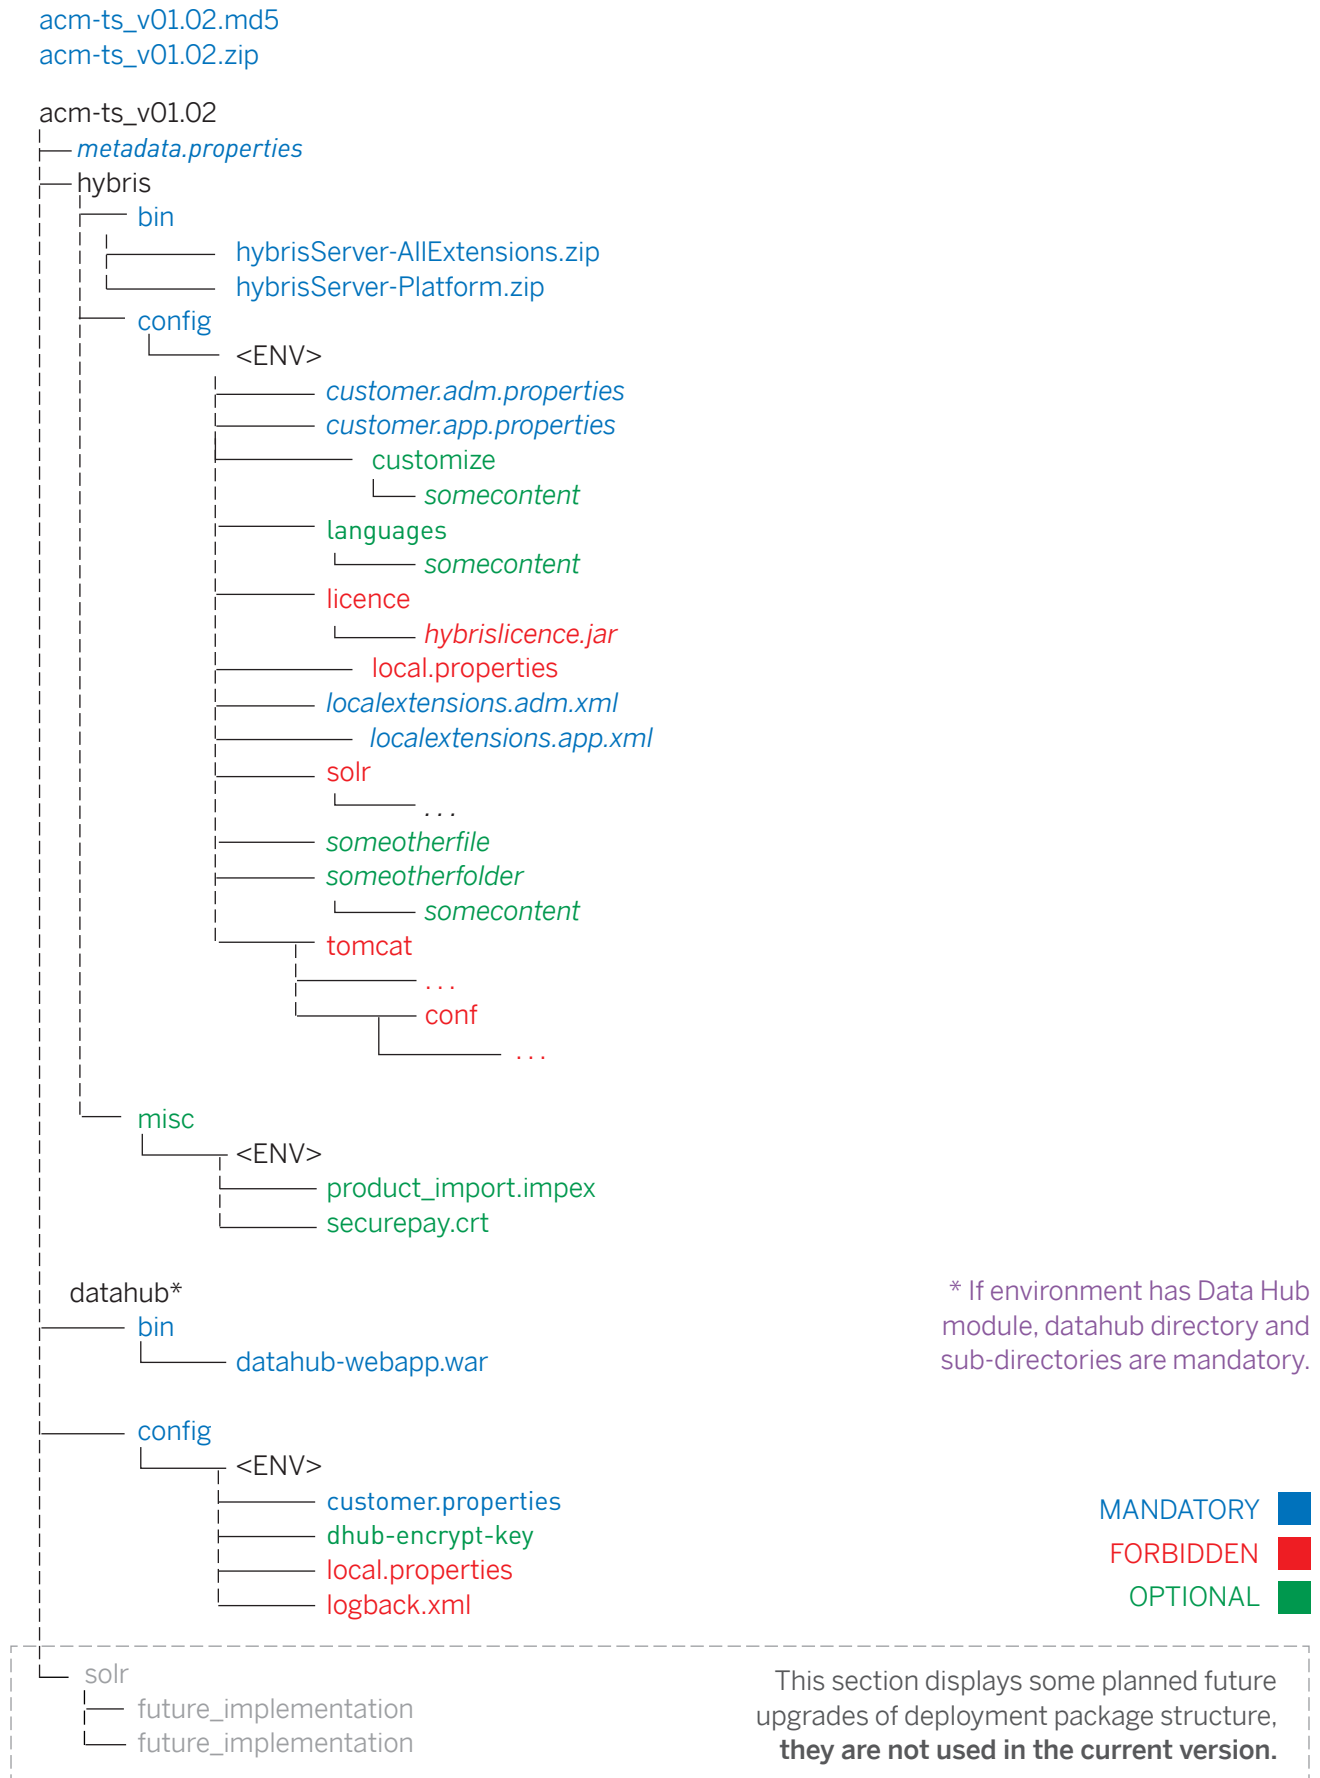 acm-ts_v01.02.md5
acm-ts_v01.02.zip
acm-ts_v01.02
metadata.properties
hybris
bin
hybrisServer-AllExtensions.zip
hybrisServer-Platform.zip
config
<ENV>
customer.adm.properties
customer.app.properties
customize
somecontent
languages
somecontent
licence
hybrislicence.jar
local.properties
localextensions.adm.xml
localextensions.app.xml
solr
...
someotherfile
someotherfolder
somecontent
tomcat
...
conf
...
misc
<ENV>
product_import.impex
securepay.crt
datahub*
bin
datahub-webapp.war
* If environment has Data Hub
module, datahub directory and
sub-directories are mandatory.
config
<ENV>
customer.properties
dhub-encrypt-key
local.properties
logback.xml
MANDATORY
FORBIDDEN
OPTIONAL
solr
future_implementation
future_implementation
This section displays some planned future
upgrades of deployment package structure,
they are not used in the current version.